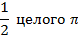 1/2 целого π